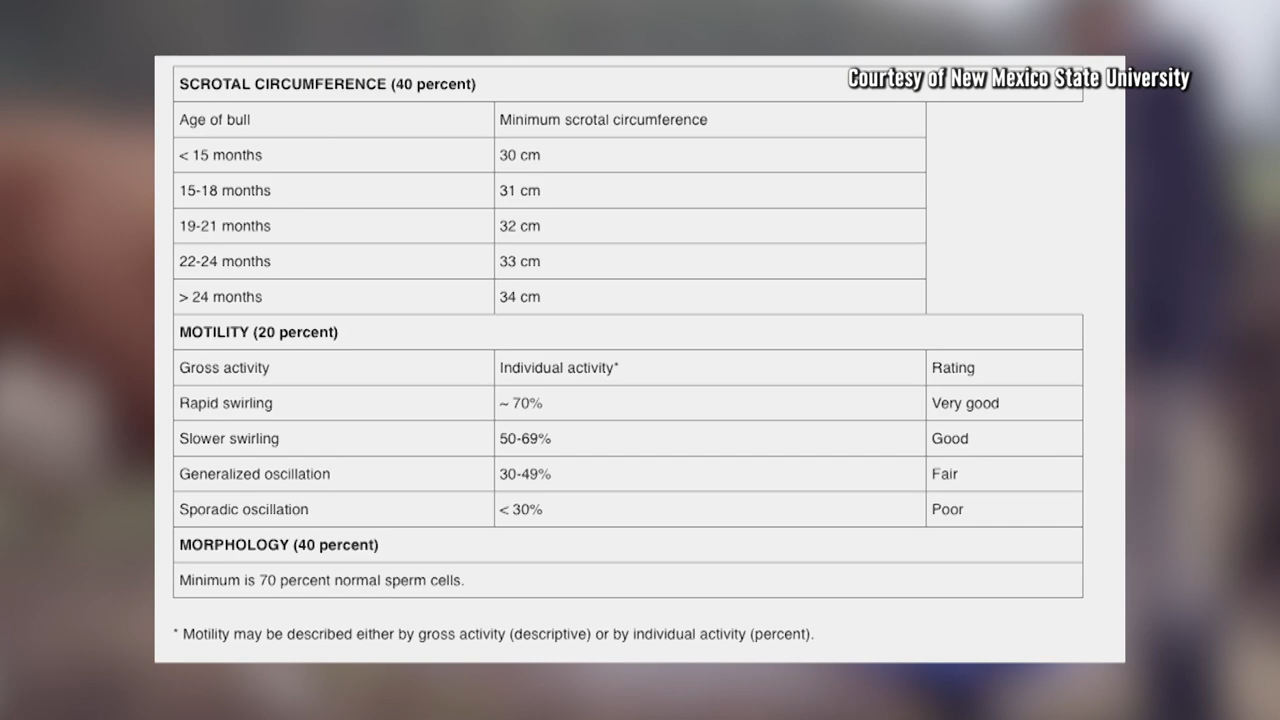 SCROTAL CIRCUMFERENCE (40 percent)
Courtesy of New Mexico State University
Age of bull Minimum scrotal circumference
< 15 months 30 cm
15-18 months 31 cm
19-21 months 32 cm
22-24 months 33 cm
> 24 months 34 cm
MOTILITY (20 percent)
Gross activity Individual activity* Rating
Rapid swirling ~ 70% Very good
Slower swirling 50-69% Good
Generalized oscillation 30-49% Fair
Sporadic oscillation < 30% Poor
MORPHOLOGY (40 percent)
Minimum is 70 percent normal sperm cells.
* Motility may be described either by gross activity (descriptive) or by individual activity (percent).